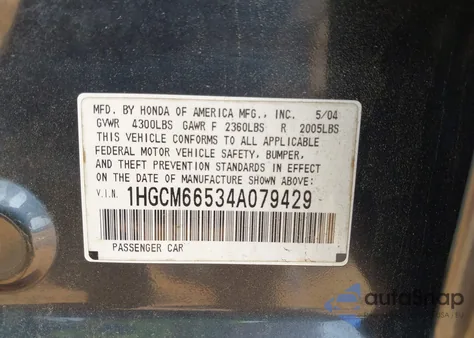 MFD. BY HONDA OF AMERICA MFG., INC. 5/04
GVWR 4300LBS GAWR F 2360LBS R 2005LBS
THIS VEHICLE CONFORMS TO ALL APPLICABLE
FEDERAL MOTOR VEHICLE SAFETY, BUMPER,
AND THEFT PREVENTION STANDARDS IN EFFECT
ON THE DATE OF MANUFACTURE SHOWN ABOVE:
V.I.N. 1HGCM66534A079429
PASSENGER CAR
autoSnap